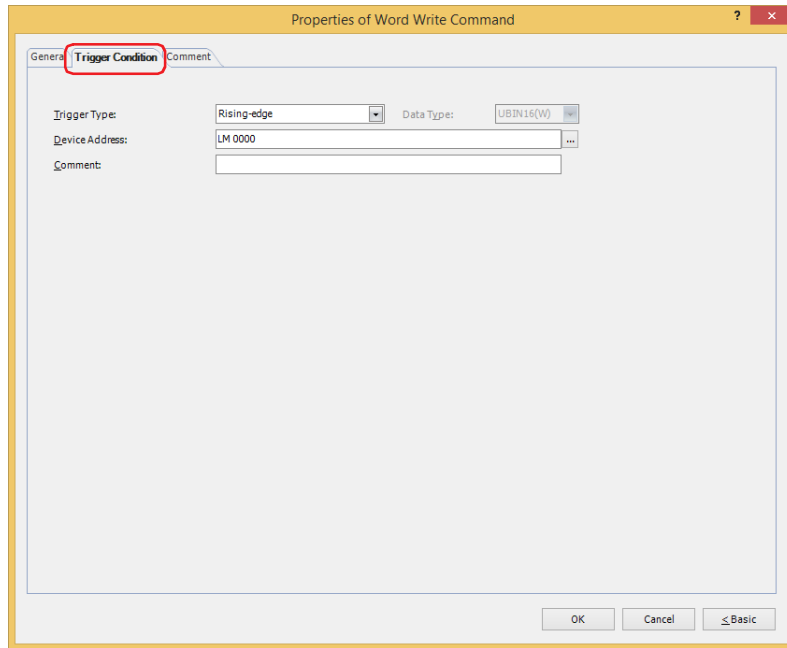 Properties of Word Write Command ? ×
General Trigger Condition Comment
Trigger Type: Rising-edge Data Type: UBIN16(W)
Device Address: LM 0000 ...
Comment:
OK Cancel < Basic